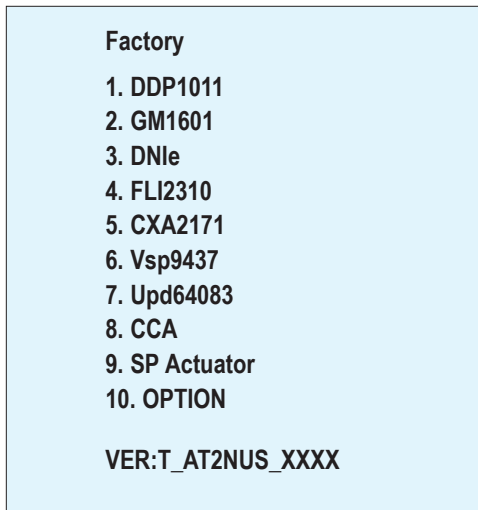 Factory
1. DDP1011
2. GM1601
3. DNIe
4. FLI2310
5. CXA2171
6. Vsp9437
7. Upd64083
8. CCA
9. SP Actuator
10. OPTION
VER:T_AT2NUS_XXXX